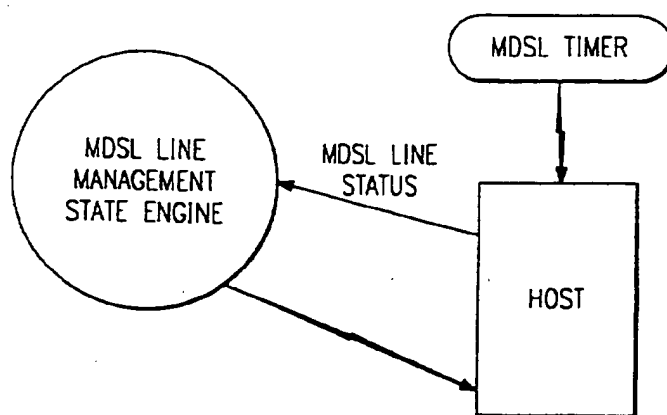 MDSL TIMER
MDSL LINE
MANAGEMENT
STATE ENGINE
MDSL LINE
STATUS
HOST